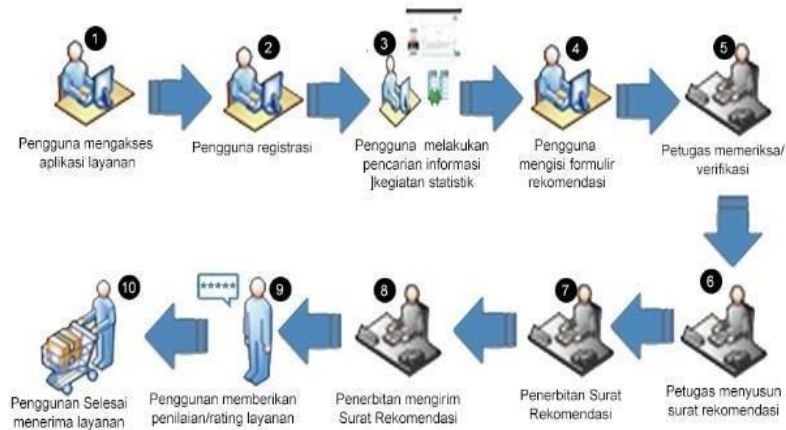 1
Pengguna mengakses
aplikasi layanan
2
Pengguna registrasi
3
Pengguna melakukan
pencarian informasi
]kegiatan statistik
4
Pengguna
mengisi formulir
rekomendasi
5
Petugas memeriksa/
verifikasi
6
Petugas menyusun
surat rekomendasi
7
Penerbitan Surat
Rekomendasi
8
Penerbitan mengirim
Surat Rekomendasi
9
*****
Penggunan memberikan
penilaian/rating layanan
10
Penggunan Selesai
menerima layanan